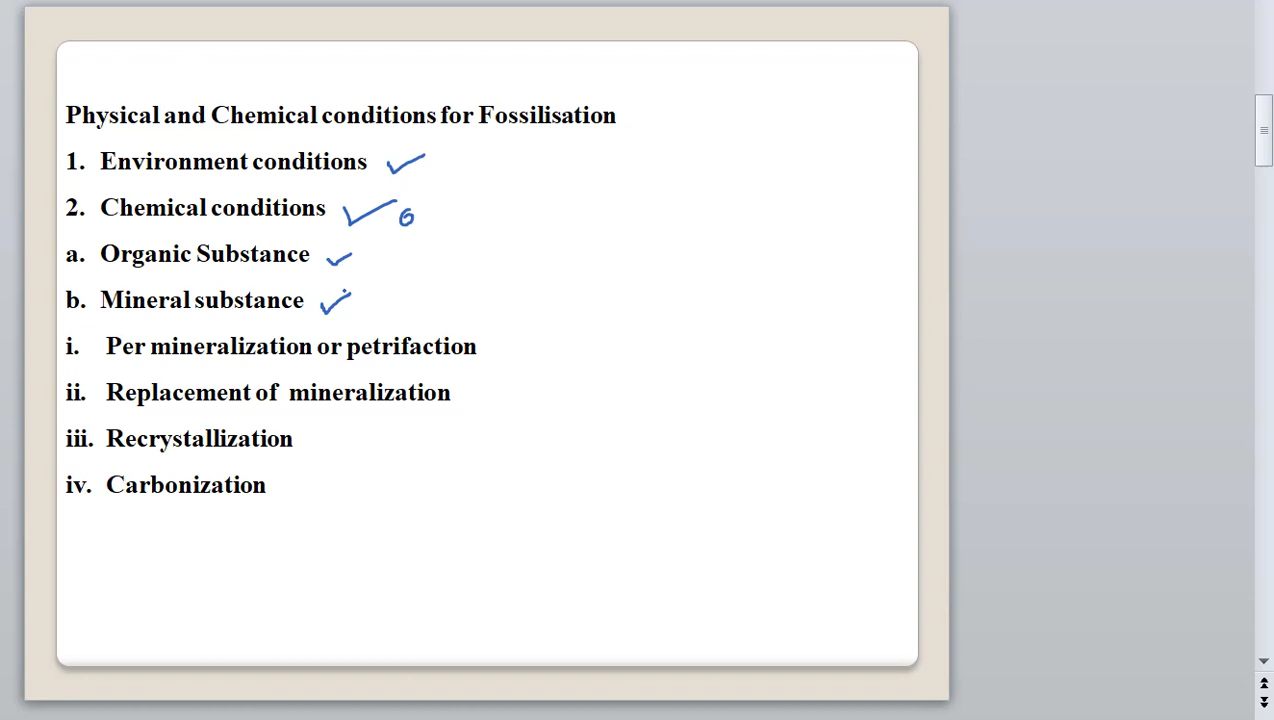 Physical and Chemical conditions for Fossilisation
1. Environment conditions
2. Chemical conditions
a. Organic Substance
b. Mineral substance
i. Per mineralization or petrifaction
ii. Replacement of mineralization
iii. Recrystallization
iv. Carbonization